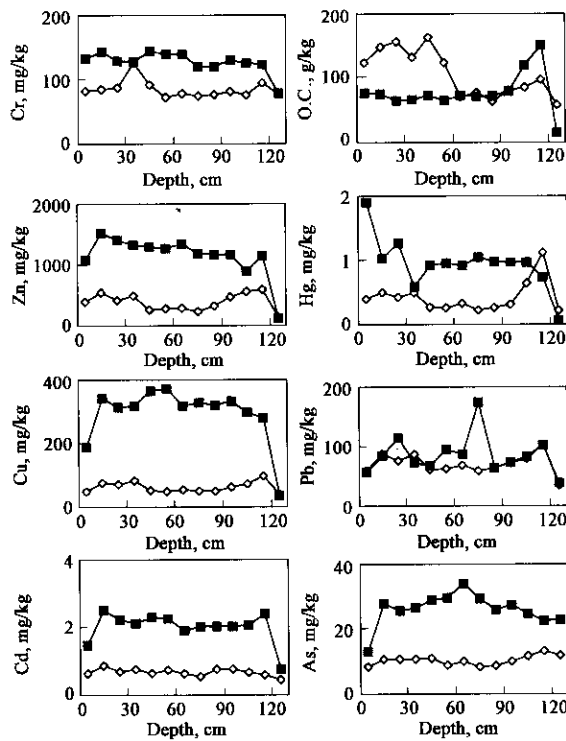 200
100
0
0 30 60 90 120
Cr, mg/kg
Depth, cm
200
100
0
0 30 60 90 120
O.C., g/kg
Depth, cm
2000
1000
0
0 30 60 90 120
Zn, mg/kg
Depth, cm
2
1
0
0 30 60 90 120
Hg, mg/kg
Depth, cm
400
200
0
0 30 60 90 120
Cu, mg/kg
Depth, cm
200
100
0
0 30 60 90 120
Pb, mg/kg
Depth, cm
4
2
0
0 30 60 90 120
Cd, mg/kg
Depth, cm
40
20
0
0 30 60 90 120
As, mg/kg
Depth, cm